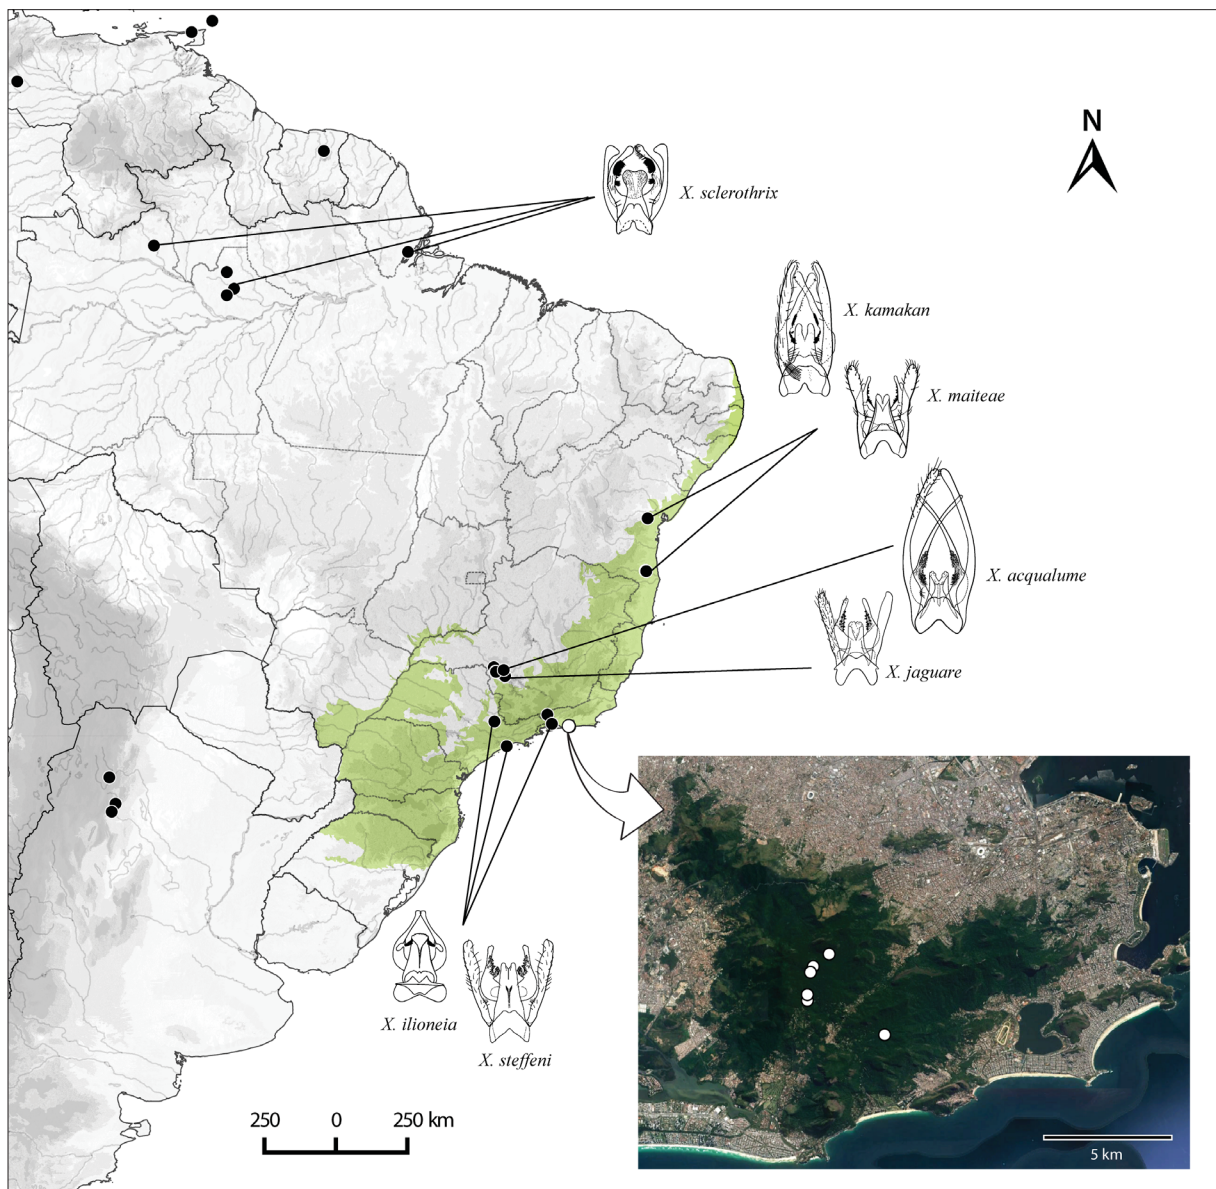 N
X. sclerothrix
X. kamakan
X. maiteae
X. acqualume
X. jaguare
X. ilioneia
X. steffeni
250 0 250 km
5 km